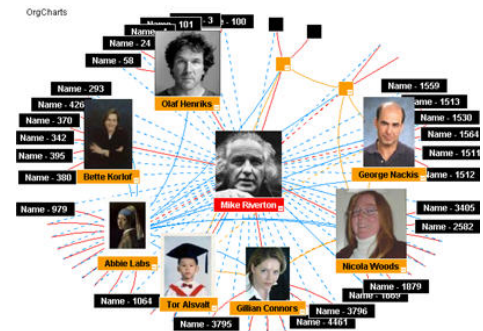 OrgCharts
101
3
100
Name - 24
Name - 58
Olaf Henriks
Name - 293
Name - 426
Name - 370
Name - 342
Name - 395
Name - 380
Bette Korlof
Name - 1559
Name - 1513
Name - 1530
Name - 1564
Name - 1511
Name - 1512
George Nackis
Mike Riverton
Name - 979
Name - 3405
Name - 2582
Abbie Labs
Nicola Woods
Name - 1879
Name - 1064
Tor Alsvalt
Gillian Connors
Name - 3796
Name - 3795
Name - 4461